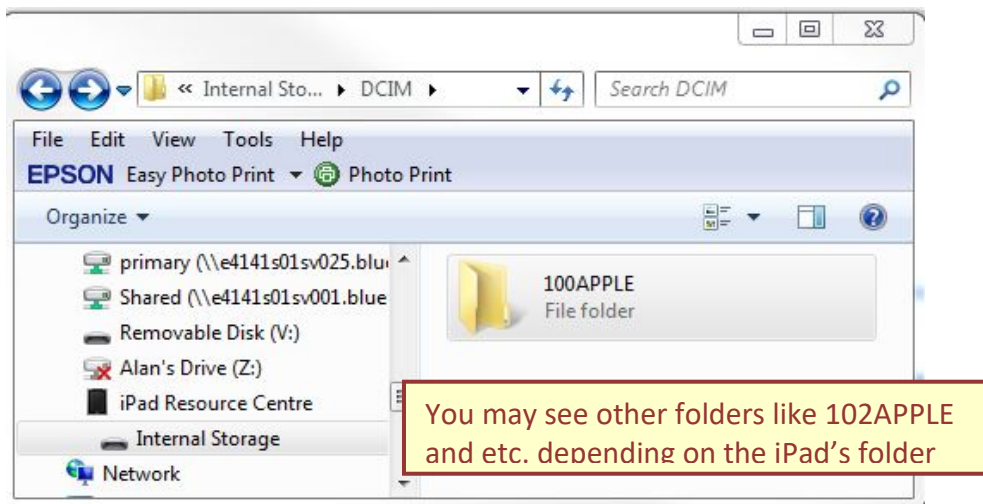 « Internal Sto... ▸ DCIM ▸
Search DCIM
File Edit View Tools Help
EPSON Easy Photo Print Photo Print
Organize
primary (\\e4141s01sv025.blu
Shared (\\e4141s01sv001.blue
Removable Disk (V:)
Alan's Drive (Z:)
iPad Resource Centre
Internal Storage
Network
100APPLE
File folder
You may see other folders like 102APPLE
and etc. depending on the iPad's folder